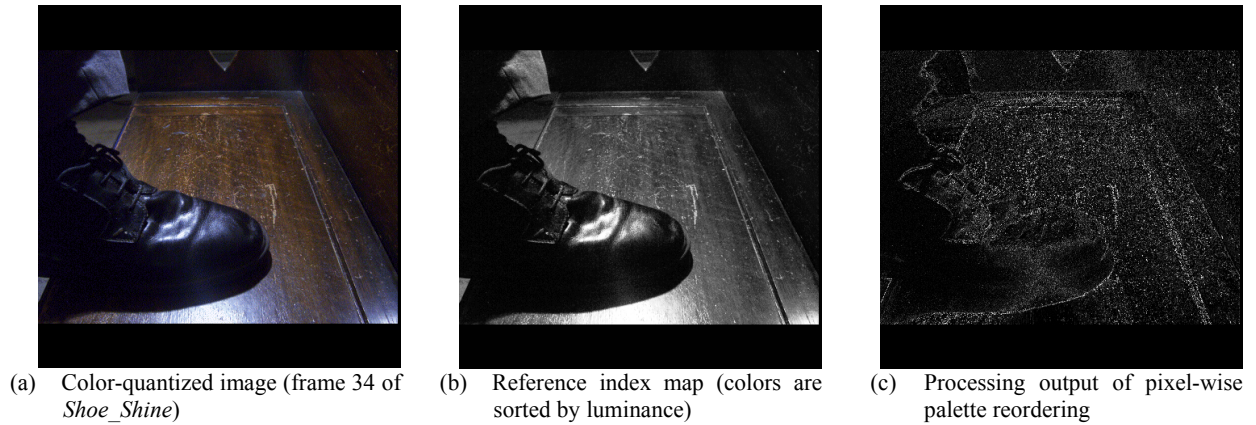 (a) Color-quantized image (frame 34 of
Shoe_Shine)
(b) Reference index map (colors are
sorted by luminance)
(c) Processing output of pixel-wise
palette reordering